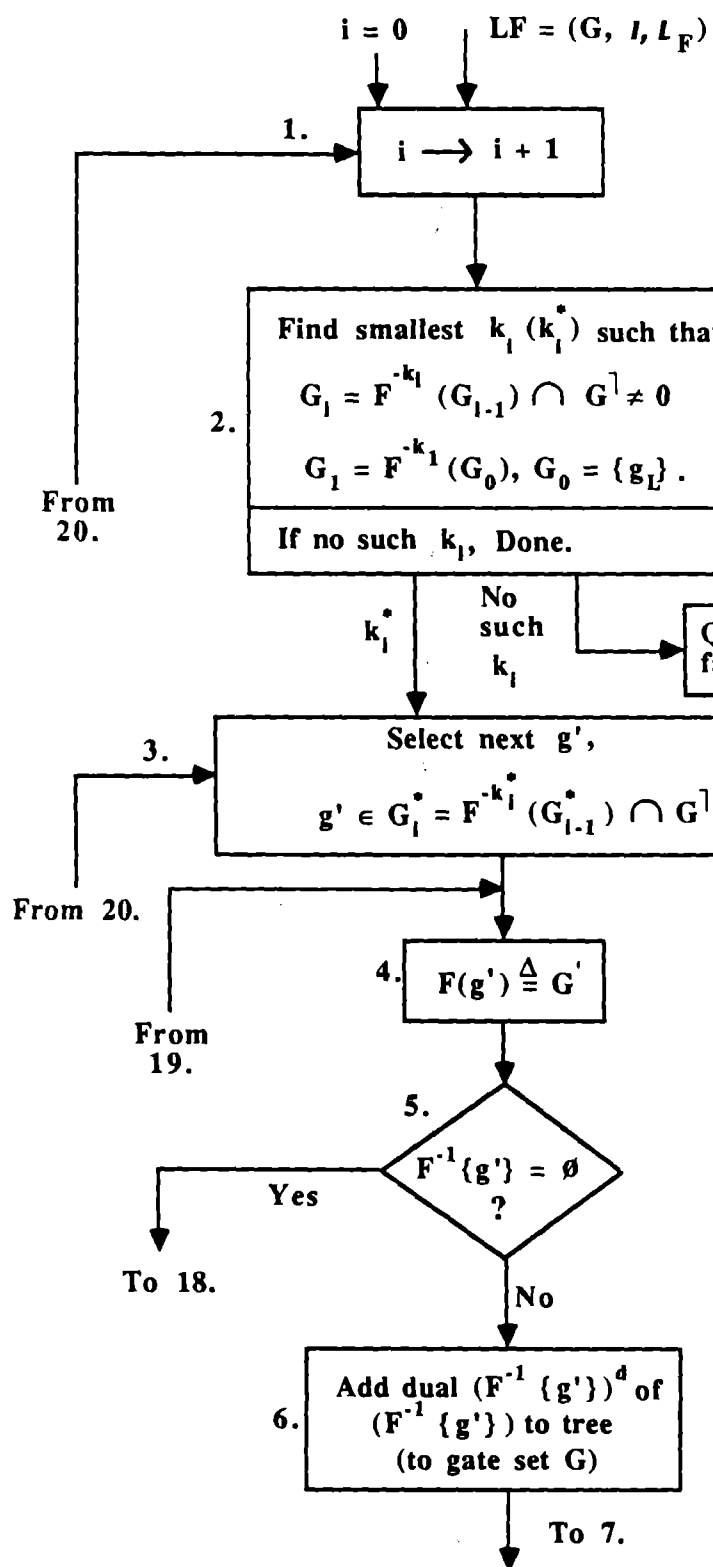 i = 0
LF = (G, I, L_F)
1.
i → i + 1
Find smallest k_i (k_i^*) such tha
2.
G_i = F^{-k_i} (G_{i-1}) ∩ G^⅂ ≠ 0
G_1 = F^{-k_1} (G_0), G_0 = {g_L}.
If no such k_i, Done.
From
20.
k_i^*
No
such
k_i
3.
Select next g',
g' ∈ G_i^* = F^{-k_i^*} (G_{i-1}^*) ∩ G^⅂
From 20.
4.
F(g') ≜ G'
From
19.
5.
F^{-1} {g'} = ø
?
Yes
To 18.
No
6.
Add dual (F^{-1} {g'})^d of
(F^{-1} {g'}) to tree
(to gate set G)
To 7.